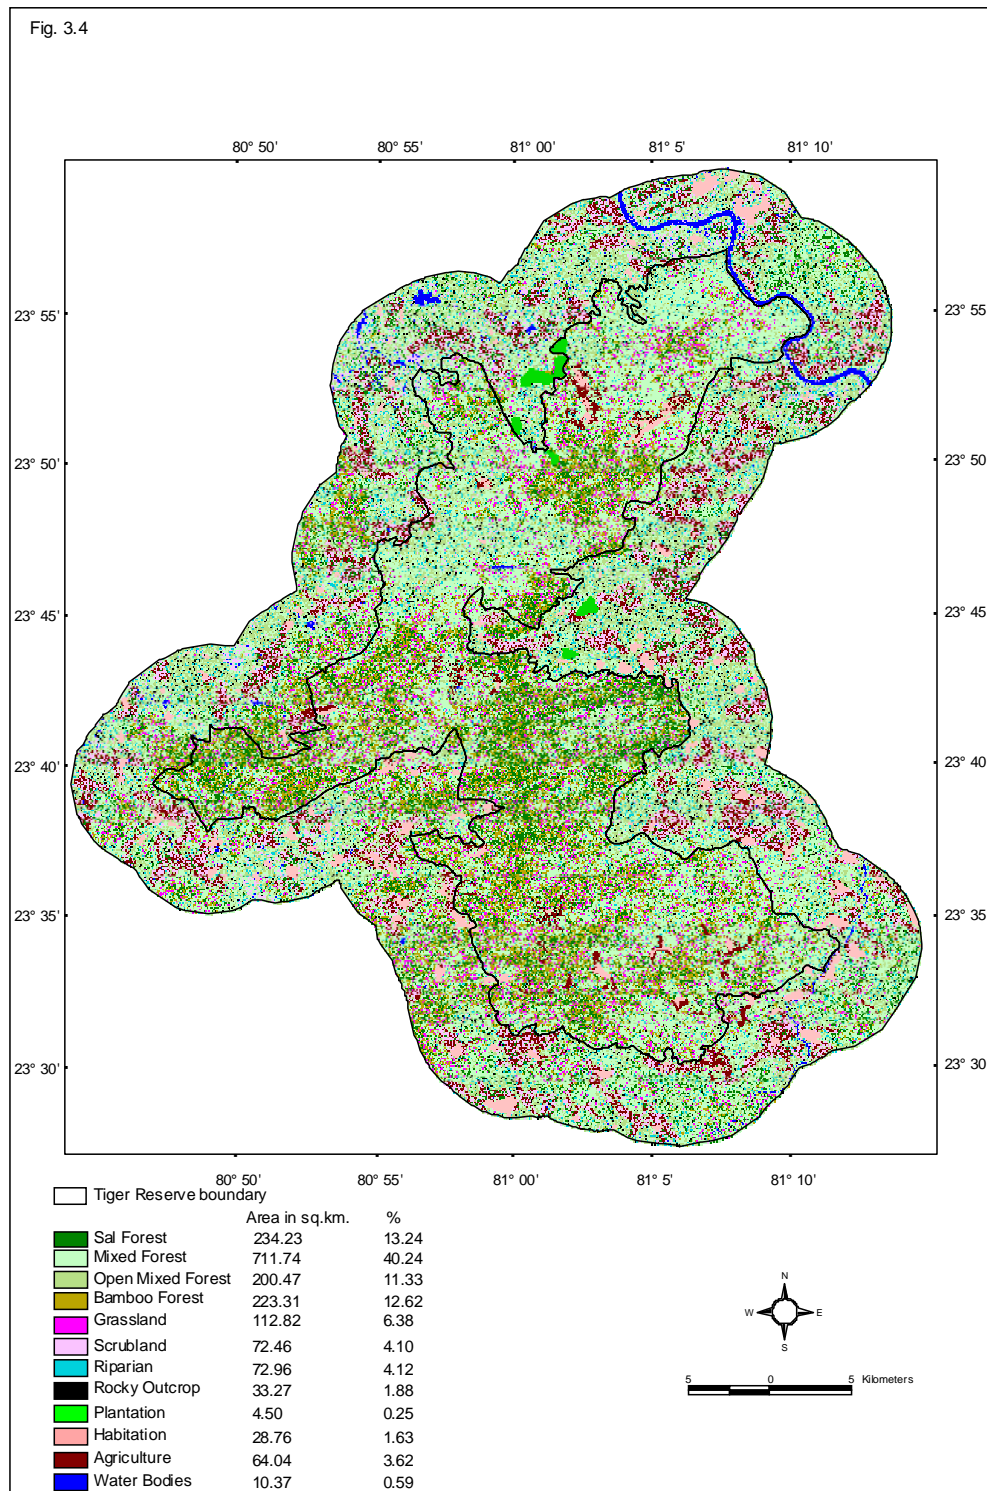 Fig. 3.4
80° 50' 80° 55' 81° 00' 81° 5' 81° 10'
23° 55' 23° 55'
23° 50' 23° 50'
23° 45' 23° 45'
23° 40' 23° 40'
23° 35' 23° 35'
23° 30' 23° 30'
80° 50' 80° 55' 81° 00' 81° 5' 81° 10'
Tiger Reserve boundary
Area in sq.km. %
Sal Forest 234.23 13.24
Mixed Forest 711.74 40.24
Open Mixed Forest 200.47 11.33
Bamboo Forest 223.31 12.62
Grassland 112.82 6.38
Scrubland 72.46 4.10
Riparian 72.96 4.12
Rocky Outcrop 33.27 1.88
Plantation 4.50 0.25
Habitation 28.76 1.63
Agriculture 64.04 3.62
Water Bodies 10.37 0.59
N
W E
S
5 0 5 Kilometers